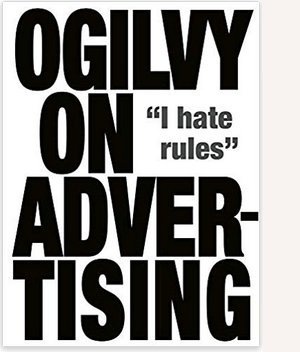 OGILVY
ON
"I hate
rules"
ADVER-
TISING